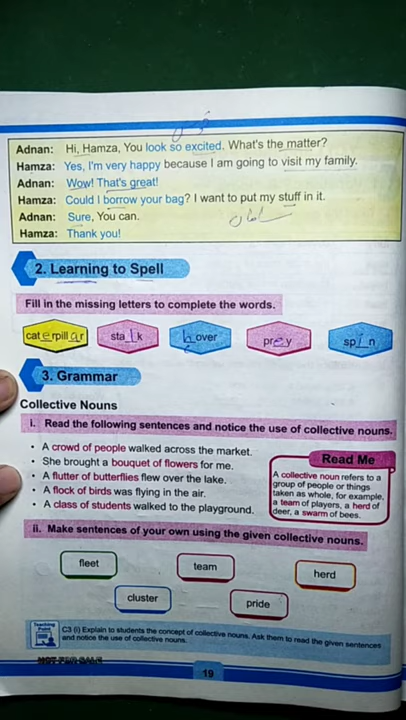 خوش
Adnan: Hi, Hamza, You look so excited. What's the matter?
Hamza: Yes, I'm very happy because I am going to visit my family.
Adnan: Wow! That's great!
Hamza: Could I borrow your bag? I want to put my stuff in it.
سامان
Adnan: Sure, You can.
Hamza: Thank you!
2. Learning to Spell
Fill in the missing letters to complete the words.
caterpillar stalk hover prey spin
3. Grammar
Collective Nouns
i. Read the following sentences and notice the use of collective nouns.
• A crowd of people walked across the market.
• She brought a bouquet of flowers for me.
• A flutter of butterflies flew over the lake.
• A flock of birds was flying in the air.
• A class of students walked to the playground.
Read Me
A collective noun refers to a
group of people or things
taken as whole, for example,
a team of players, a herd of
deer, a swarm of bees.
ii. Make sentences of your own using the given collective nouns.
fleet team herd
cluster pride
Teaching
Point
C3 (i) Explain to students the concept of collective nouns. Ask them to read the given sentences
and notice the use of collective nouns.
NOT FOR SALE
19